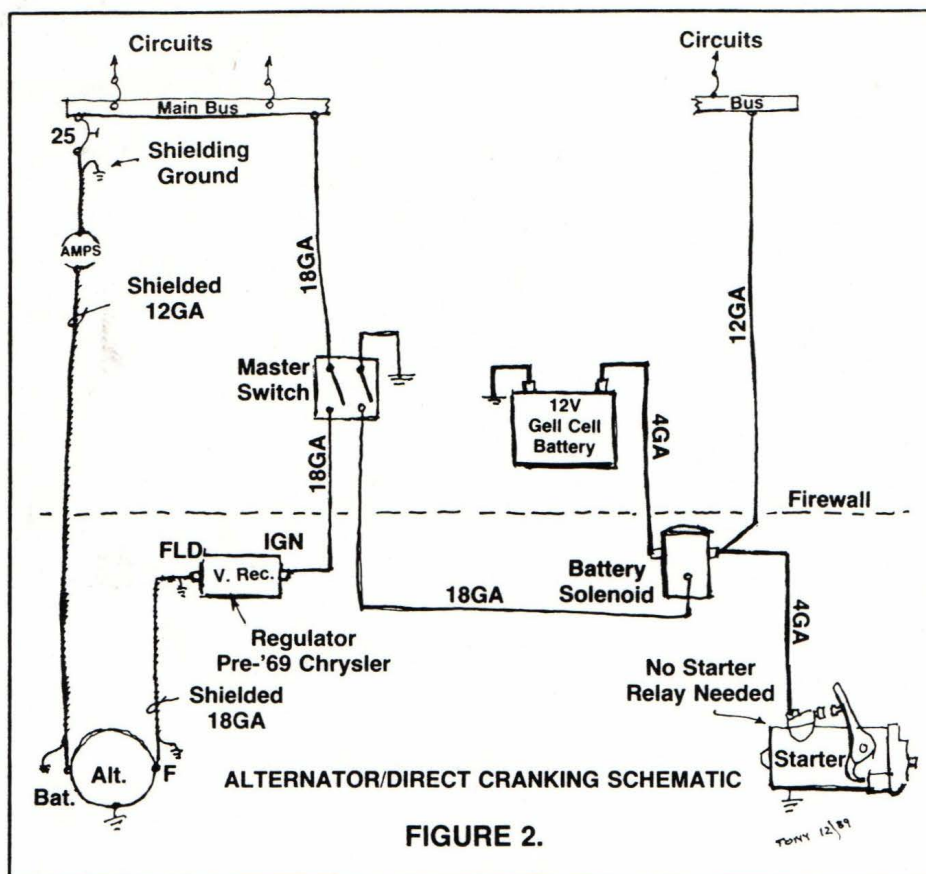 Circuits
Circuits
Main Bus
Bus
25
Shielding
Ground
AMPS
Shielded
12GA
18GA
12GA
Master
Switch
12V
Gell Cell
Battery
4GA
18GA
Firewall
FLD
IGN
V. Rec.
Battery
Solenoid
18GA
4GA
Regulator
Pre-'69 Chrysler
No Starter
Relay Needed
Shielded
18GA
Bat.
Alt.
F
Starter
ALTERNATOR/DIRECT CRANKING SCHEMATIC
FIGURE 2.
TONY 12\89